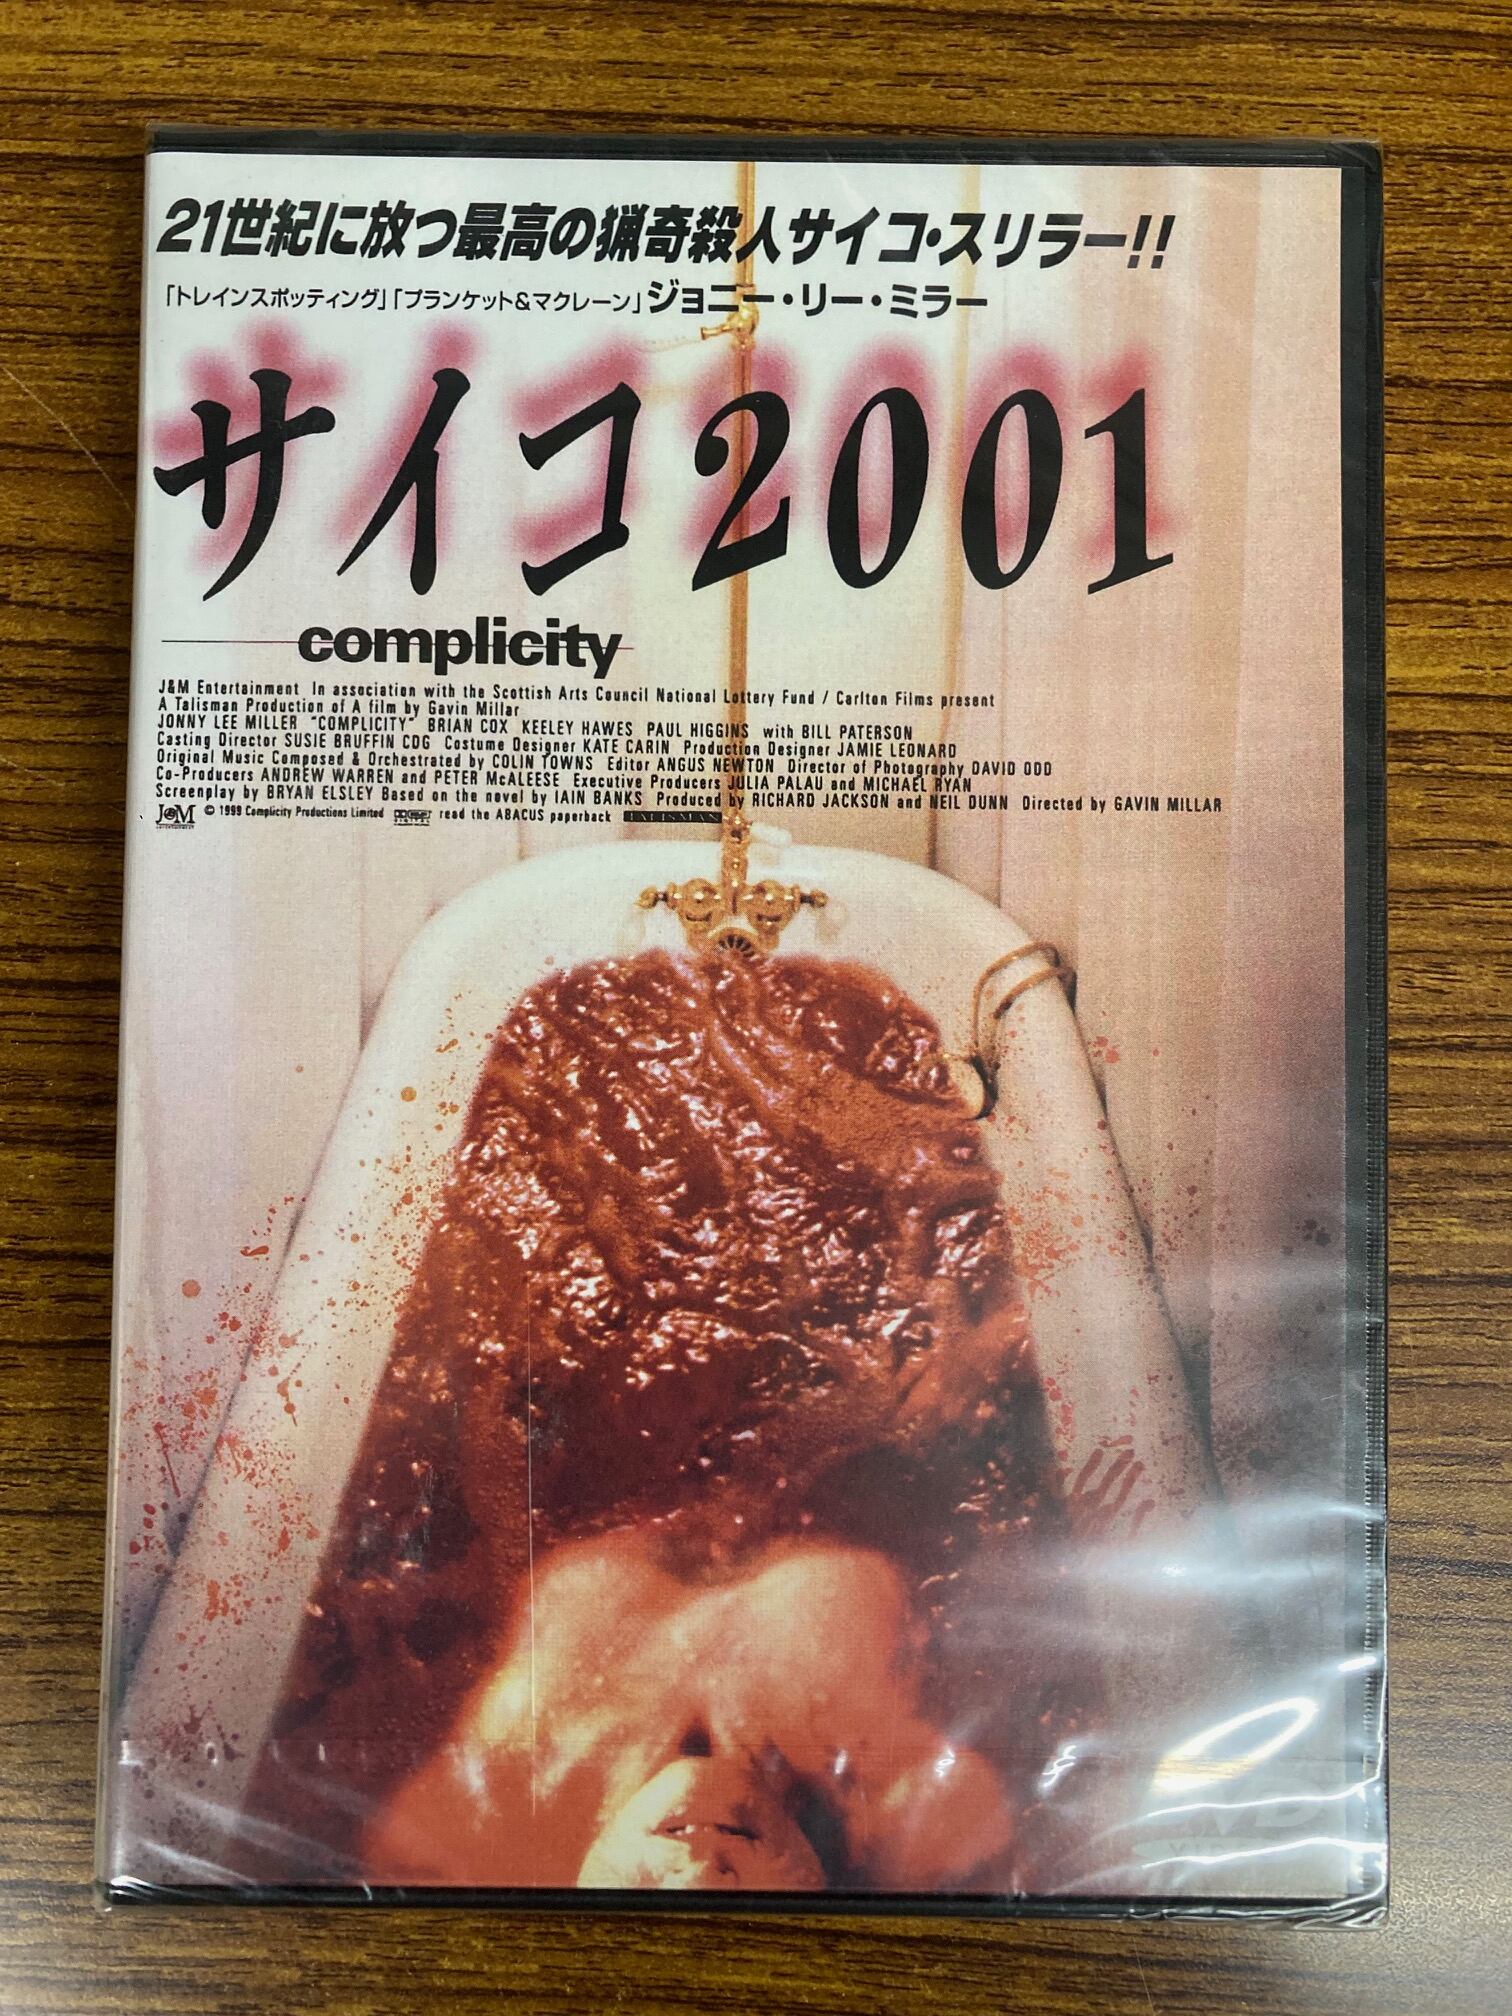 21世紀に放つ最高の猟奇殺人サイコ・スリラー!!
「トレインスポッティング」「プランケット&マクレーン」ジョニー・リー・ミラー
サイコ2001
complicity
J&M Entertainment In association with the Scottish Arts Council National Lottery Fund / Carlton Films present
A Talisman Production of A film by Gavin Millar
JONNY LEE MILLER "COMPLICITY" BRIAN COX KEELEY HAWES PAUL HIGGINS with BILL PATERSON
Casting Director SUSIE BRUFFIN CDG Costume Designer KATE CARIN Production Designer JAMIE LEONARD
Original Music Composed & Orchestrated by COLIN TOWNS Editor ANGUS NEWTON Director of Photography DAVID ODD
Co-Producers ANDREW WARREN and PETER McALEESE Executive Producers JULIA PALAU and MICHAEL RYAN
Screenplay by BRYAN ELSLEY Based on the novel by IAIN BANKS Produced by RICHARD JACKSON and NEIL DUNN Directed by GAVIN MILLAR
J&M © 1999 Complicity Productions Limited read the ABACUS paperback TALISMAN